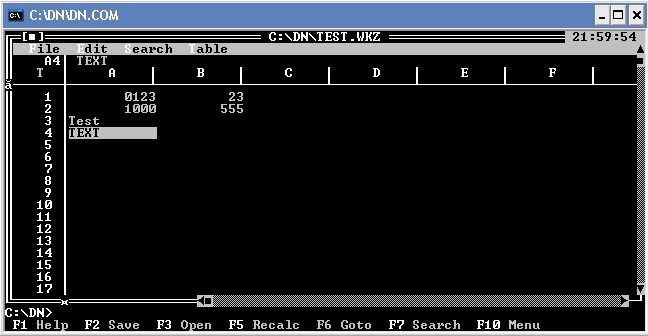 C:\DN\DN.COM
C:\DN\TEST.WKZ 21:59:54
File Edit Search Table
A4 TEXT
T A B C D E F
1 0123 23
2 1000 555
3 Test
4 TEXT
5
6
7
8
9
10
11
12
13
14
15
16
17
C:\DN>
F1 Help F2 Save F3 Open F5 Recalc F6 Goto F7 Search F10 Menu